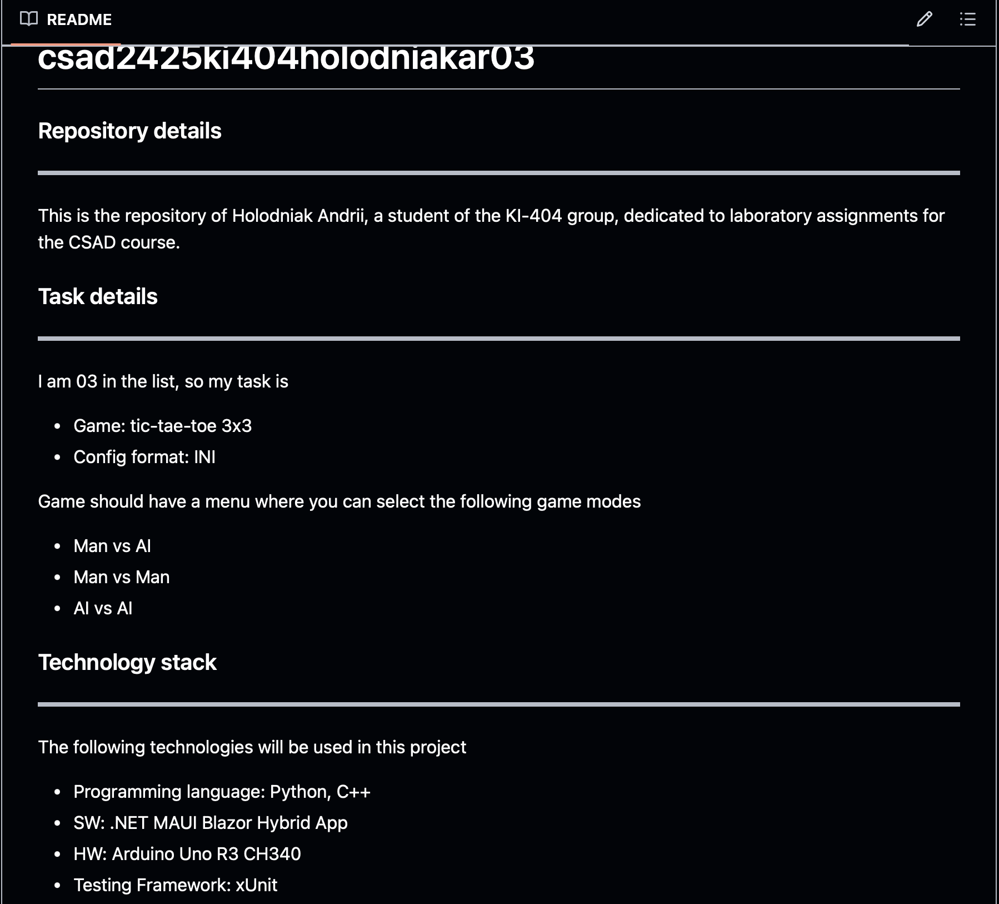 README
csad2425ki404holodniakar03
Repository details
This is the repository of Holodniak Andrii, a student of the KI-404 group, dedicated to laboratory assignments for
the CSAD course.
Task details
I am 03 in the list, so my task is
• Game: tic-tae-toe 3x3
• Config format: INI
Game should have a menu where you can select the following game modes
• Man vs AI
• Man vs Man
• AI vs AI
Technology stack
The following technologies will be used in this project
• Programming language: Python, C++
• SW: .NET MAUI Blazor Hybrid App
• HW: Arduino Uno R3 CH340
• Testing Framework: xUnit